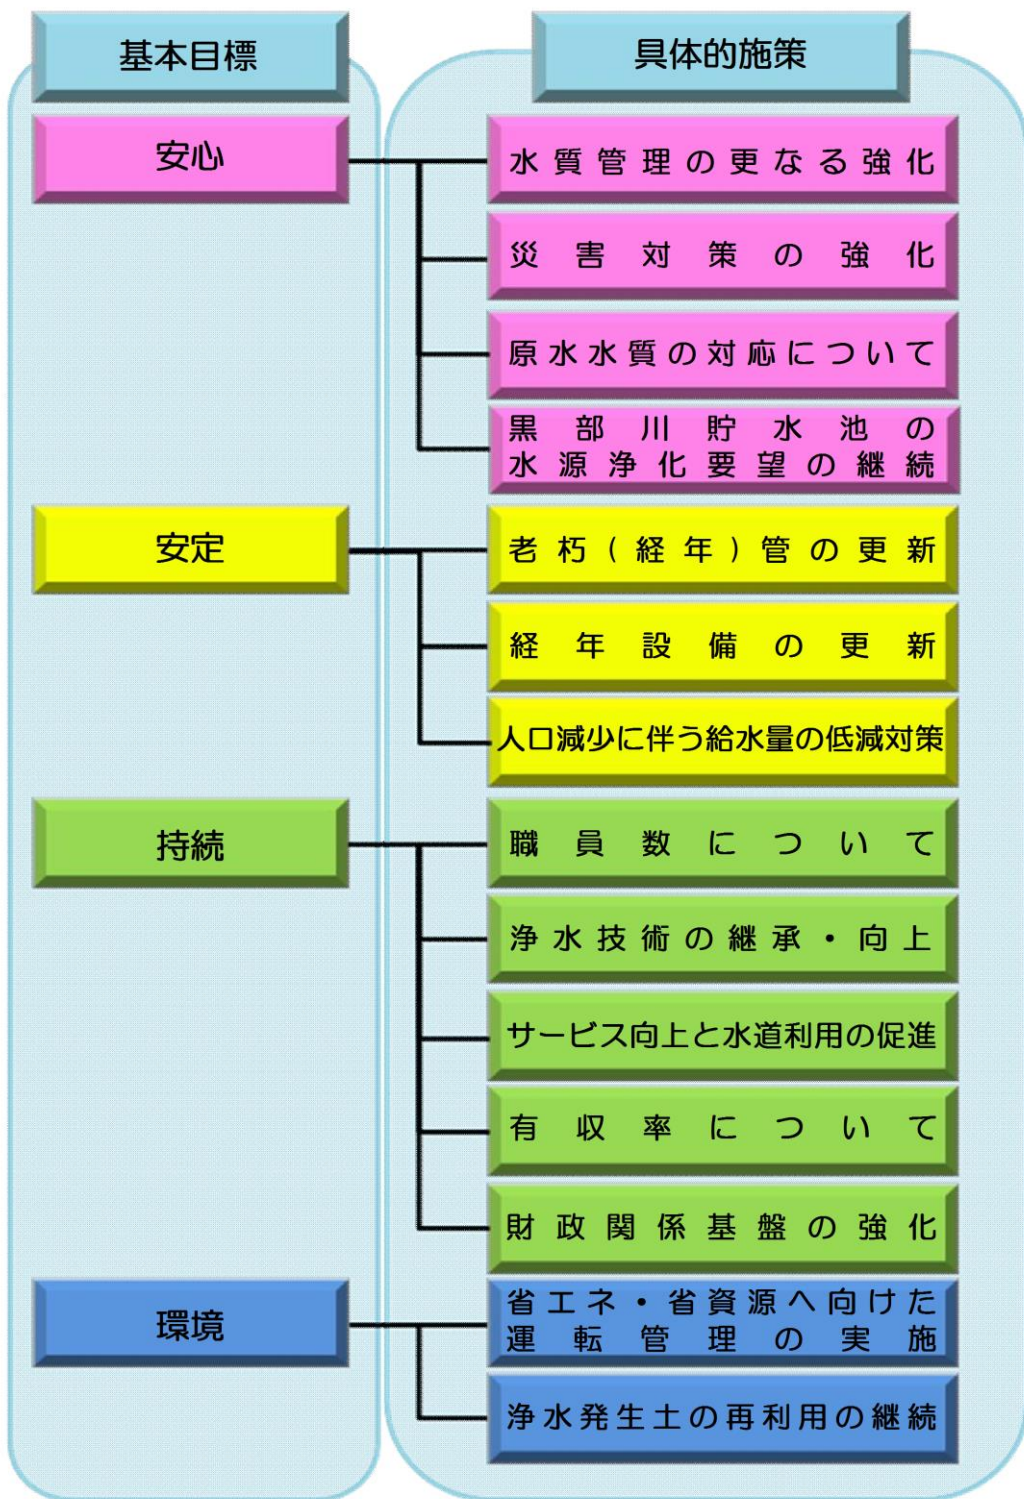 基本目標
具体的施策
安心
水質管理の更なる強化
災害対策の強化
原水水質の対応について
黒部川貯水池の
水源浄化要望の継続
安定
老朽(経年)管の更新
経年設備の更新
人口減少に伴う給水量の低減対策
持続
職員数について
浄水技術の継承・向上
サービス向上と水道利用の促進
有収率について
財政関係基盤の強化
環境
省エネ・省資源へ向けた
運転管理の実施
浄水発生土の再利用の継続